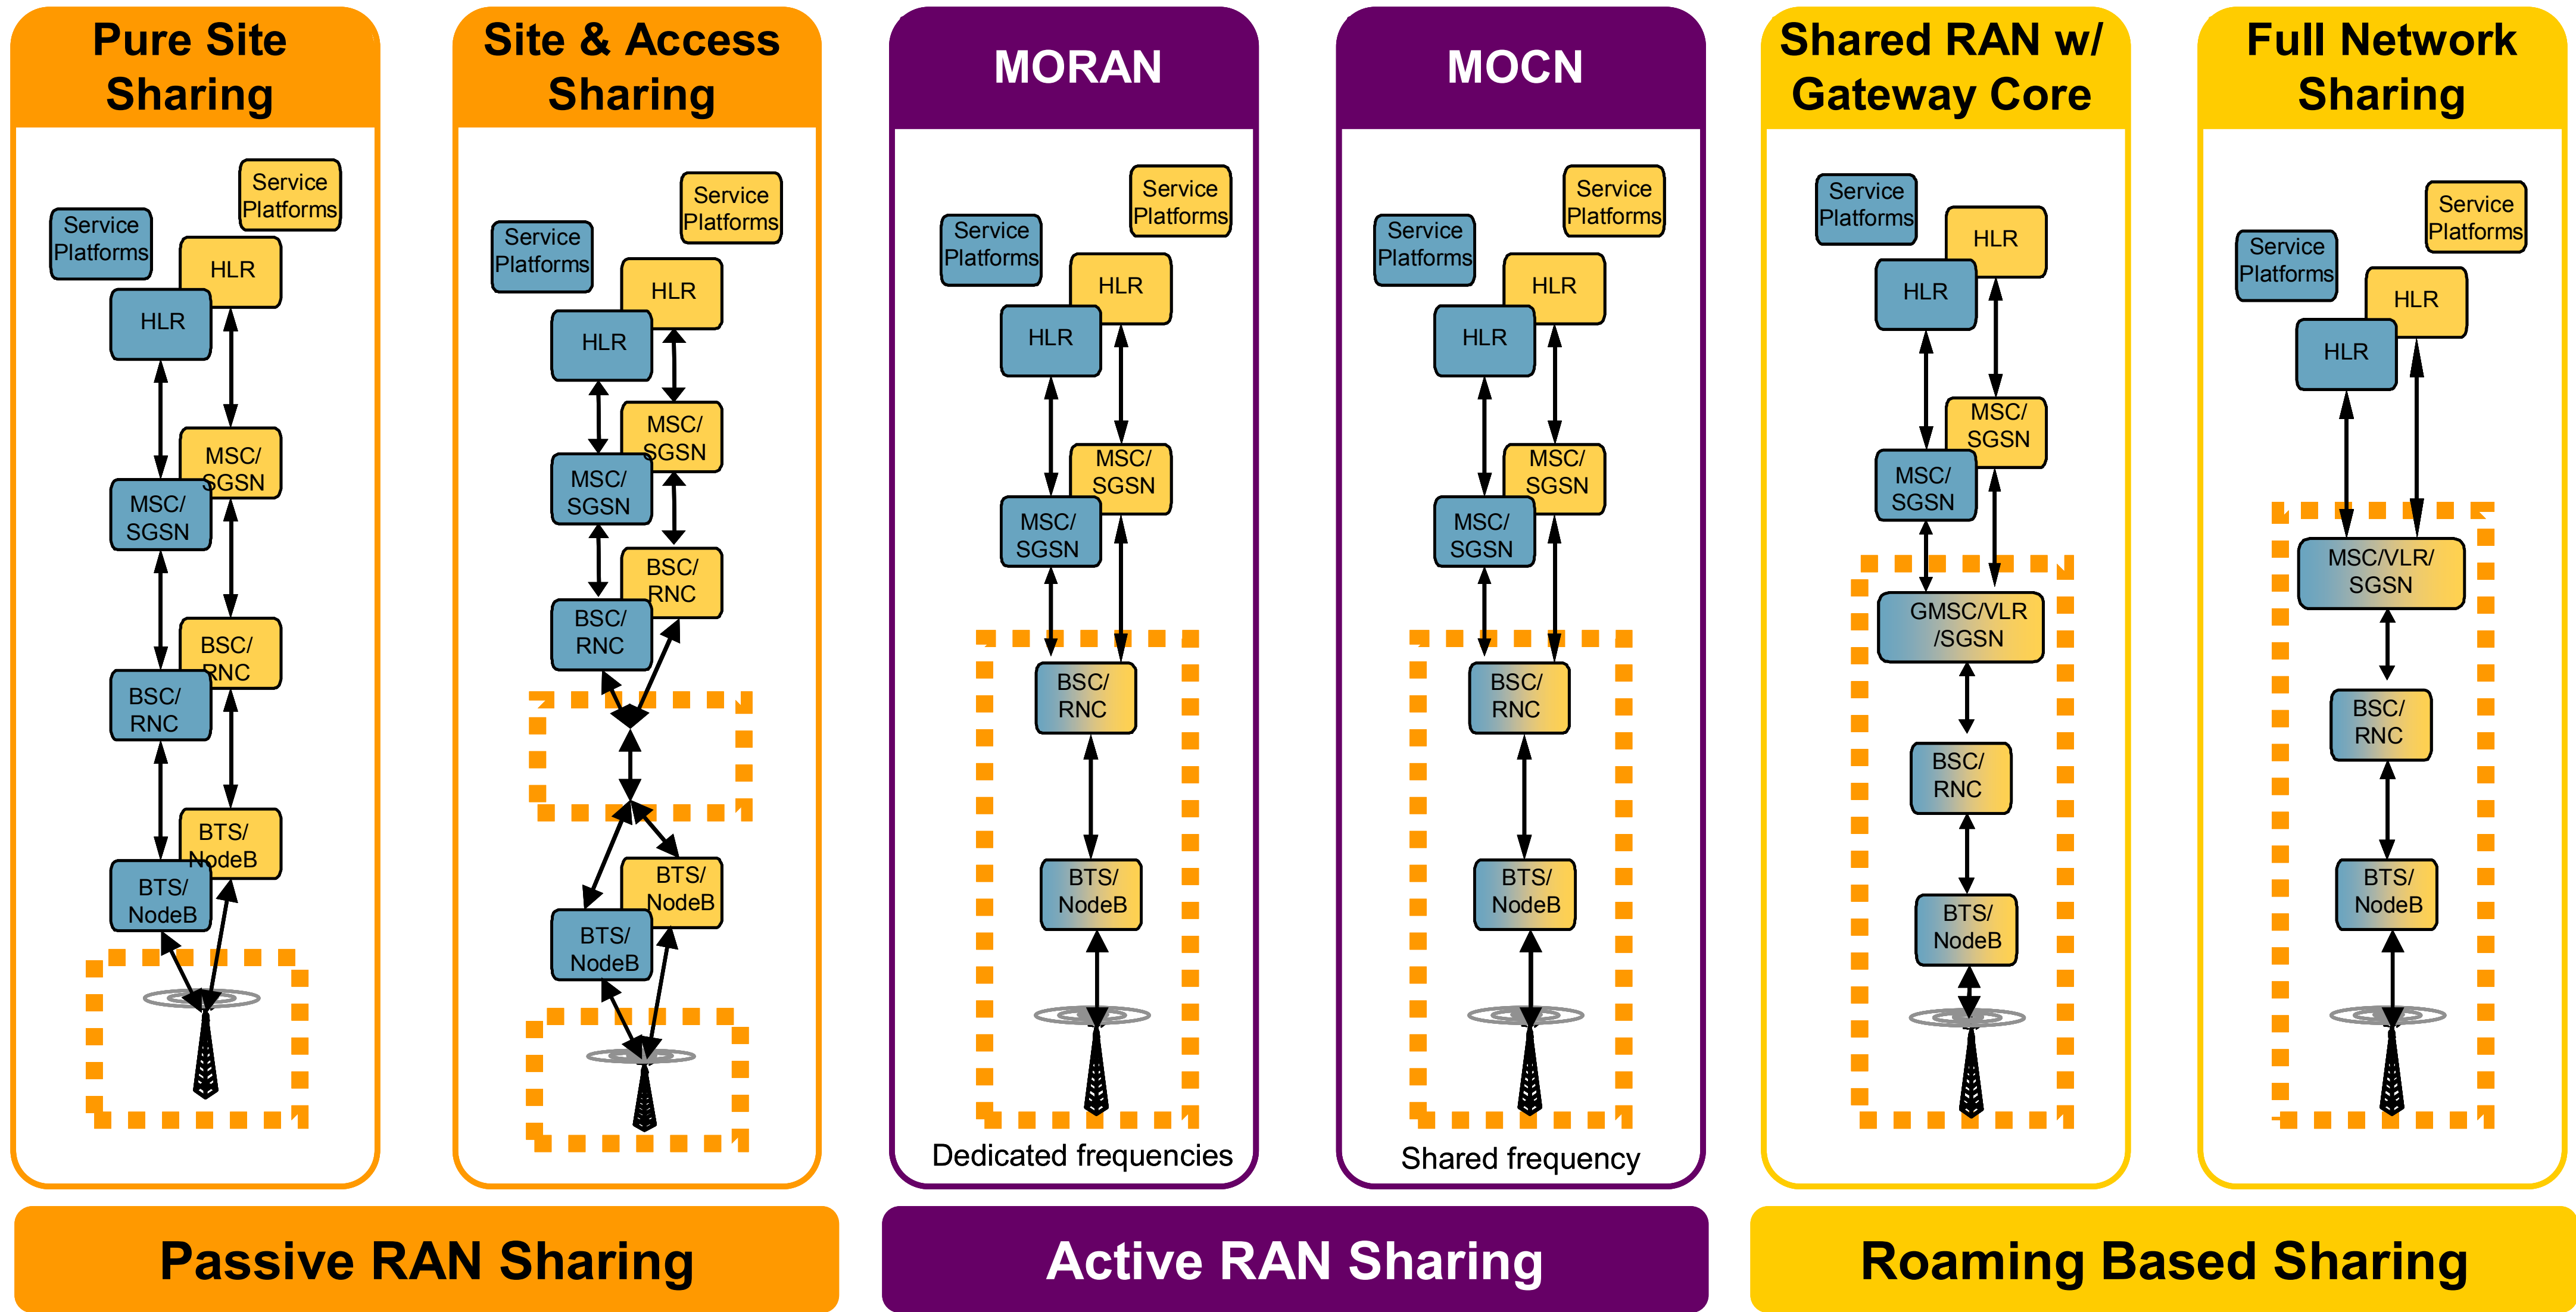 Pure Site
Sharing
Service
Platforms
Service
Platforms
HLR
HLR
MSC/
SGSN
MSC/
SGSN
BSC/
RNC
BSC/
RNC
BTS/
NodeB
BTS/
NodeB
Site & Access
Sharing
Service
Platforms
Service
Platforms
HLR
HLR
MSC/
SGSN
MSC/
SGSN
BSC/
RNC
BSC/
RNC
BTS/
NodeB
BTS/
NodeB
MORAN
Service
Platforms
Service
Platforms
HLR
HLR
MSC/
SGSN
MSC/
SGSN
BSC/
RNC
BTS/
NodeB
Dedicated frequencies
MOCN
Service
Platforms
Service
Platforms
HLR
HLR
MSC/
SGSN
MSC/
SGSN
BSC/
RNC
BTS/
NodeB
Shared frequency
Shared RAN w/
Gateway Core
Service
Platforms
HLR
HLR
MSC/
SGSN
MSC/
SGSN
GMSC/VLR
/SGSN
BSC/
RNC
BTS/
NodeB
Full Network
Sharing
Service
Platforms
Service
Platforms
HLR
HLR
MSC/VLR/
SGSN
BSC/
RNC
BTS/
NodeB
Passive RAN Sharing
Active RAN Sharing
Roaming Based Sharing